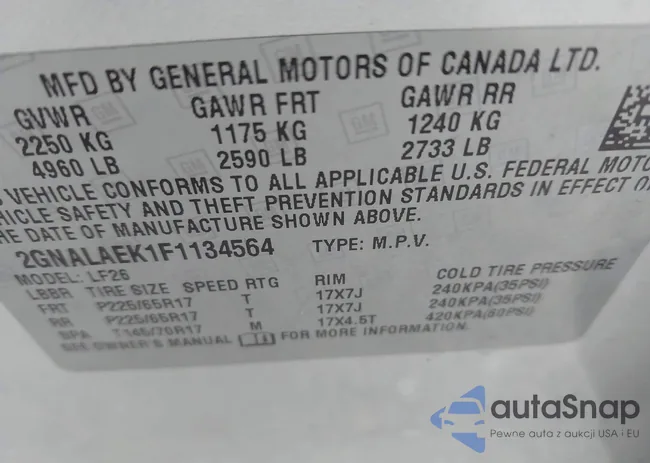 MFD BY GENERAL MOTORS OF CANADA LTD.
GVWR GAWR FRT GAWR RR
2250 KG 1175 KG 1240 KG
4960 LB 2590 LB 2733 LB
VEHICLE CONFORMS TO ALL APPLICABLE U.S. FEDERAL MOTO
HICLE SAFETY AND THEFT PREVENTION STANDARDS IN EFFECT O
E DATE OF MANUFACTURE SHOWN ABOVE.
2GNALAEK1F1134564 TYPE: M.P.V.
MODEL: LF26
LBBR TIRE SIZE SPEED RTG RIM COLD TIRE PRESSURE
FRT P225/65R17 T 17X7J 240KPA(35PSI)
RR P225/65R17 T 17X7J 240KPA(35PSI)
SPA T145/70R17 M 17X4.5T 420KPA(60PSI)
SEE OWNER'S MANUAL FOR MORE INFORMATION.
autaSnap
Pewne auta z aukcji USA i EU